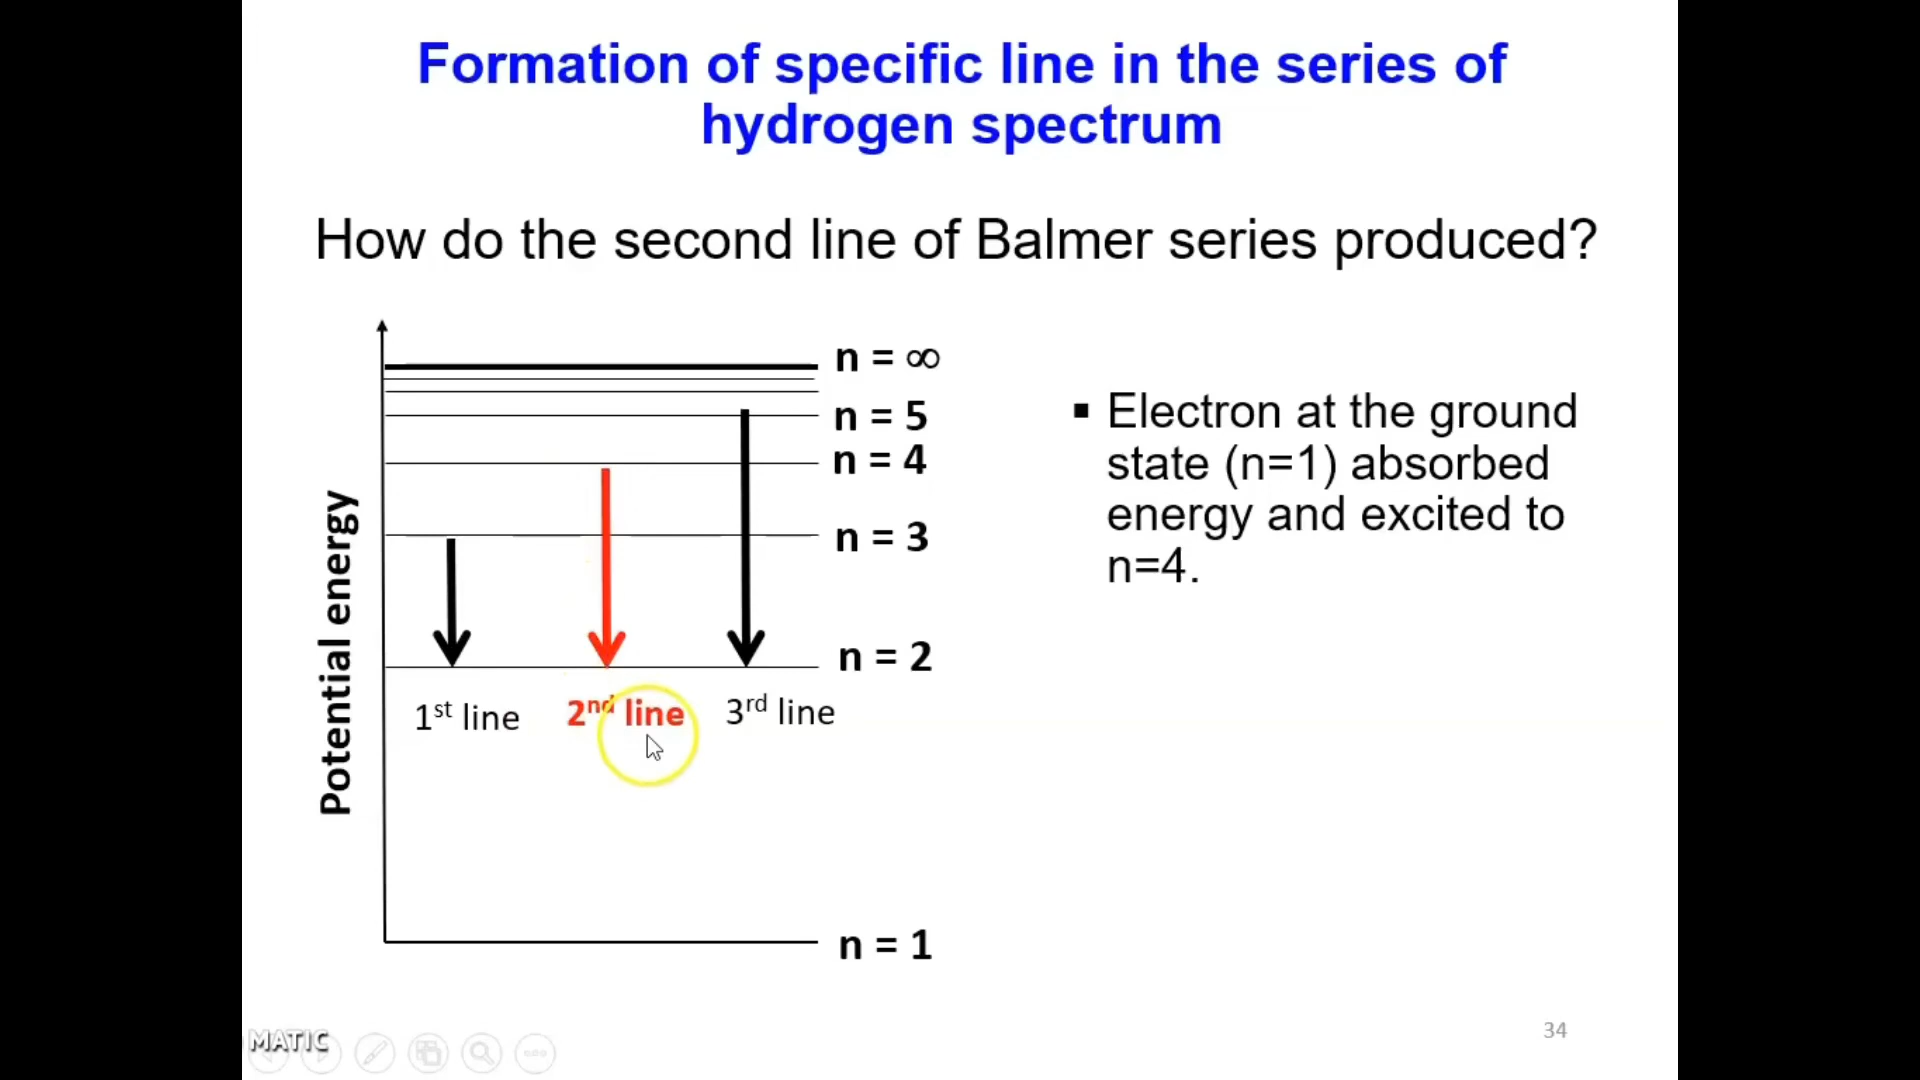 Formation of specific line in the series of
hydrogen spectrum
How do the second line of Balmer series produced?
n = ∞
n = 5
n = 4
n = 3
n = 2
1st line
2nd line
3rd line
n = 1
Potential energy
▪ Electron at the ground
state (n=1) absorbed
energy and excited to
n=4.
MATIC
34